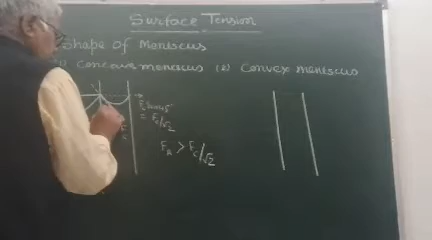 Surface Tension
Shape of Meniscus
Concave meniscus (2) Convex meniscus
= Fc/√2
FA > Fc/√2